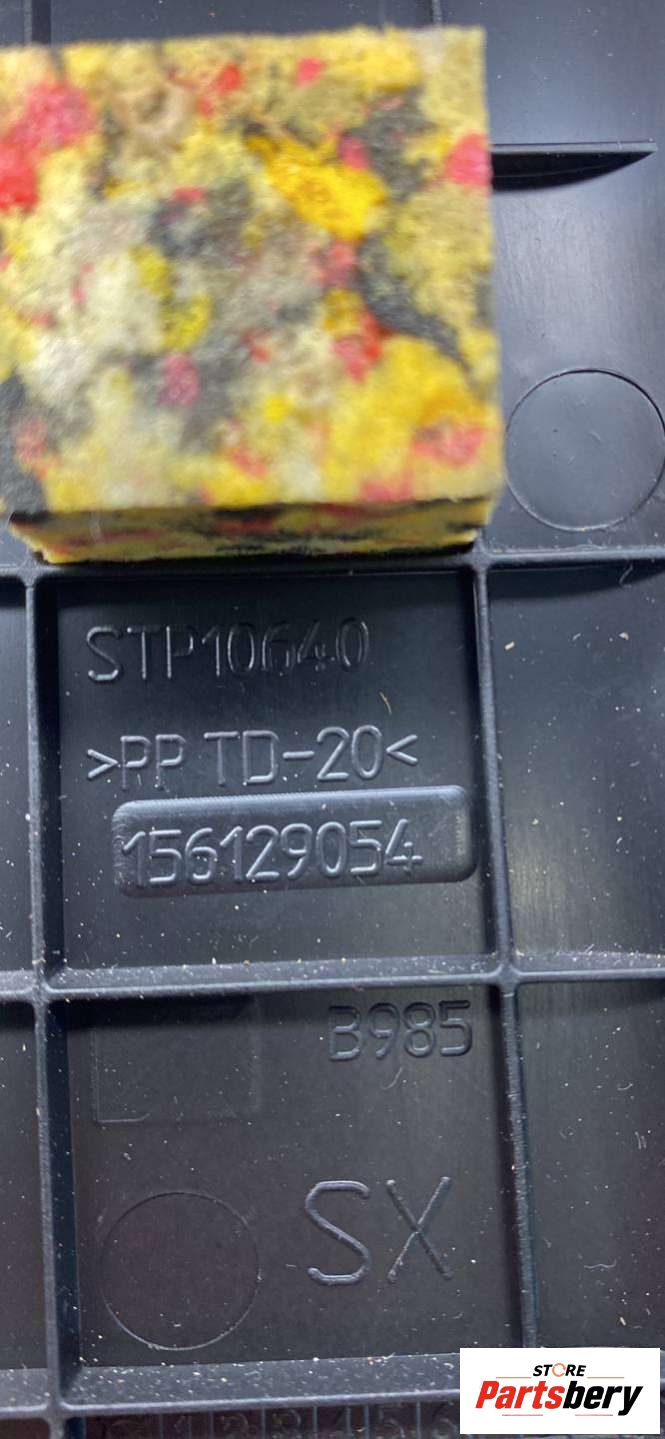 STP10640
>PP TD-20<
156129054
B985
SX
STORE
Partsbery